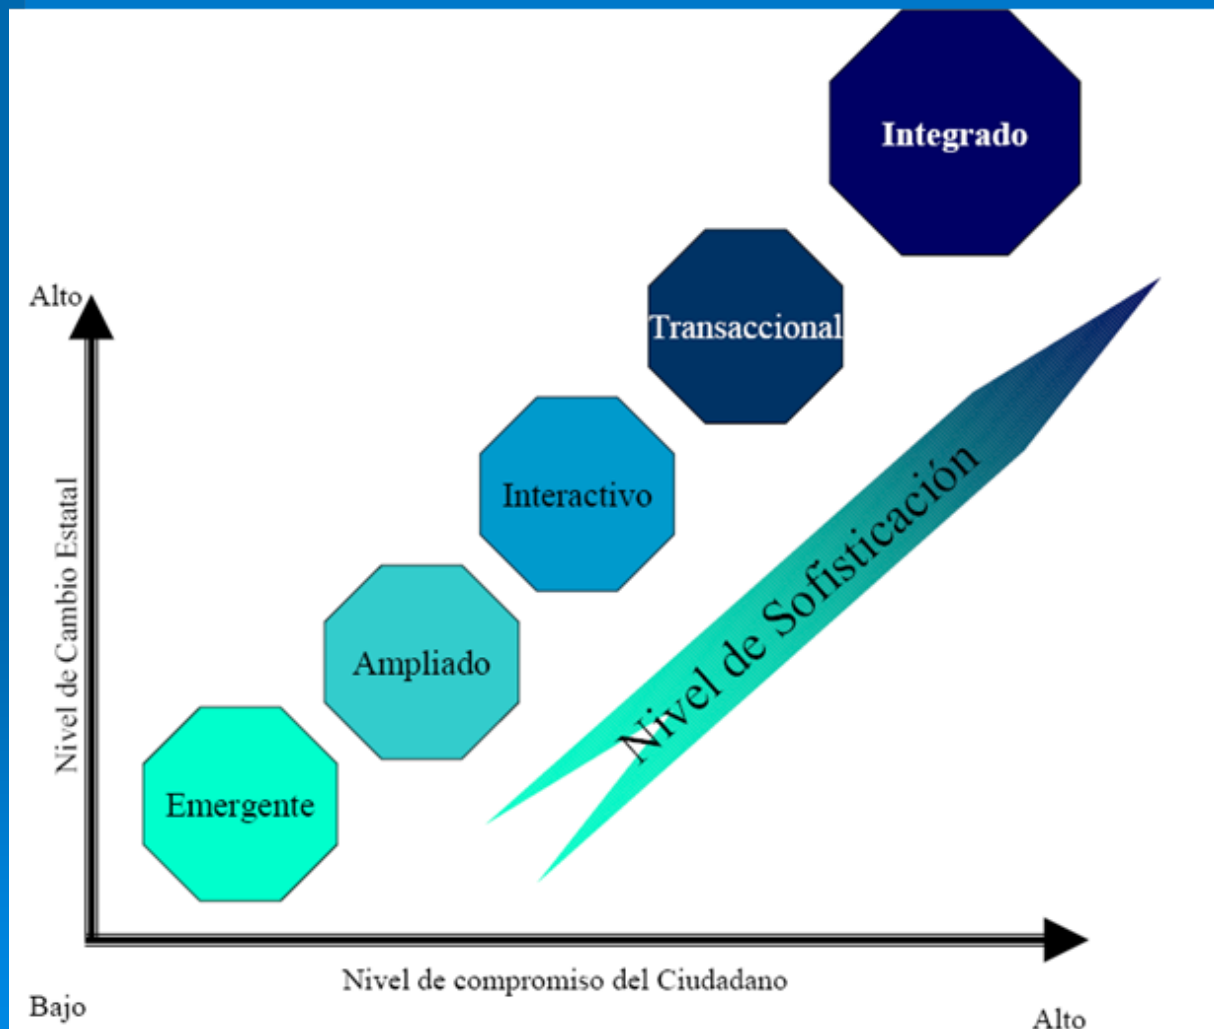 Integrado
Alto
Transaccional
Interactivo
Nivel de Cambio Estatal
Nivel de Sofisticación
Ampliado
Emergente
Nivel de compromiso del Ciudadano
Bajo
Alto